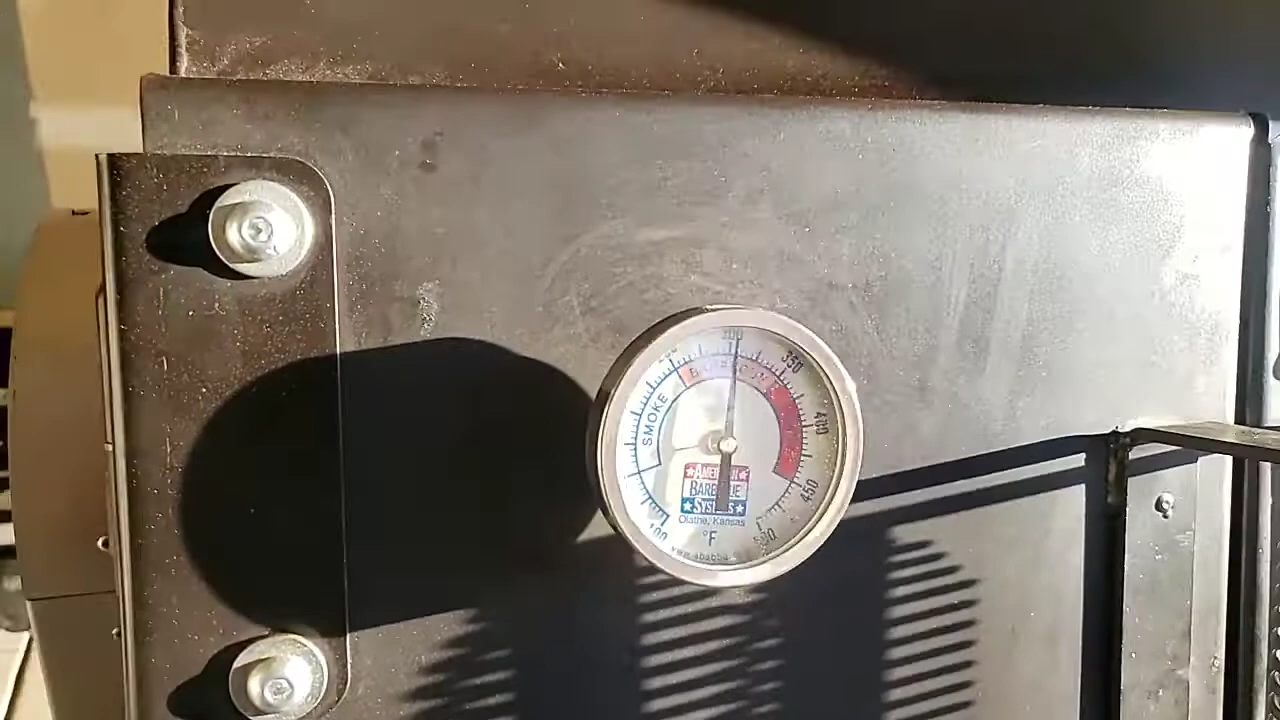 300
350
400
450
500
100
BARBECUE
SMOKE
AMERICAN
BARBECUE
SYSTEMS
Olathe, Kansas
°F